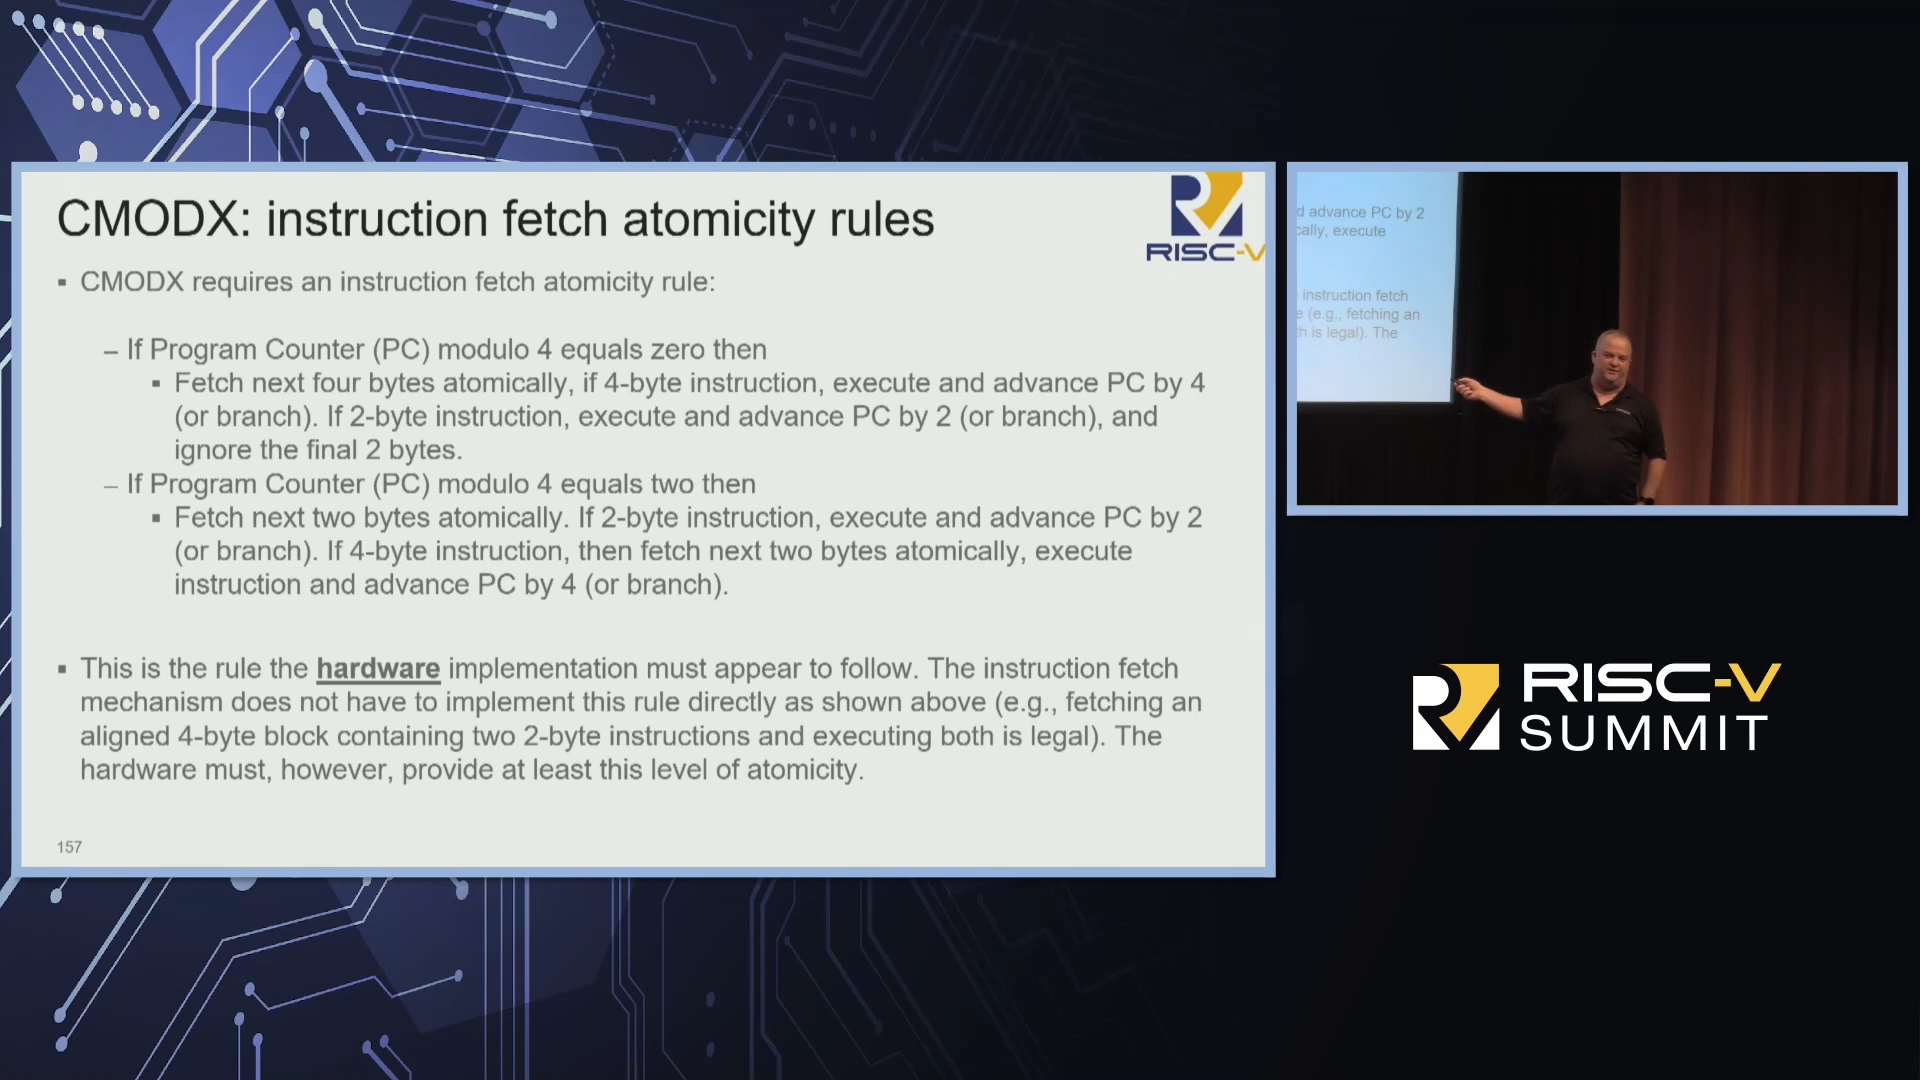 CMODX: instruction fetch atomicity rules
RISC-V
▪ CMODX requires an instruction fetch atomicity rule:
– If Program Counter (PC) modulo 4 equals zero then
▪ Fetch next four bytes atomically, if 4-byte instruction, execute and advance PC by 4
(or branch). If 2-byte instruction, execute and advance PC by 2 (or branch), and
ignore the final 2 bytes.
– If Program Counter (PC) modulo 4 equals two then
▪ Fetch next two bytes atomically. If 2-byte instruction, execute and advance PC by 2
(or branch). If 4-byte instruction, then fetch next two bytes atomically, execute
instruction and advance PC by 4 (or branch).
▪ This is the rule the hardware implementation must appear to follow. The instruction fetch
mechanism does not have to implement this rule directly as shown above (e.g., fetching an
aligned 4-byte block containing two 2-byte instructions and executing both is legal). The
hardware must, however, provide at least this level of atomicity.
157
d advance PC by 2
cally, execute
instruction fetch
e (e.g., fetching an
h is legal). The
RISC-V
SUMMIT